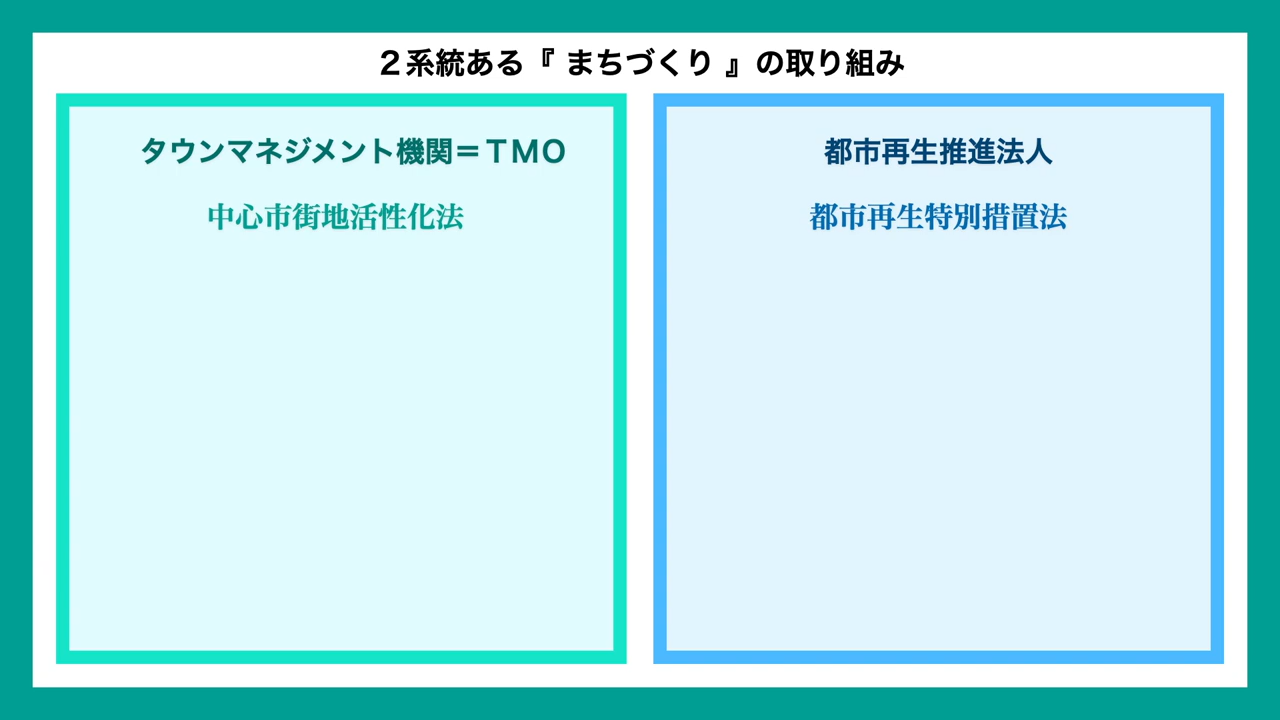 ２系統ある『 まちづくり 』の取り組み
タウンマネジメント機関＝ＴＭＯ
中心市街地活性化法
都市再生推進法人
都市再生特別措置法